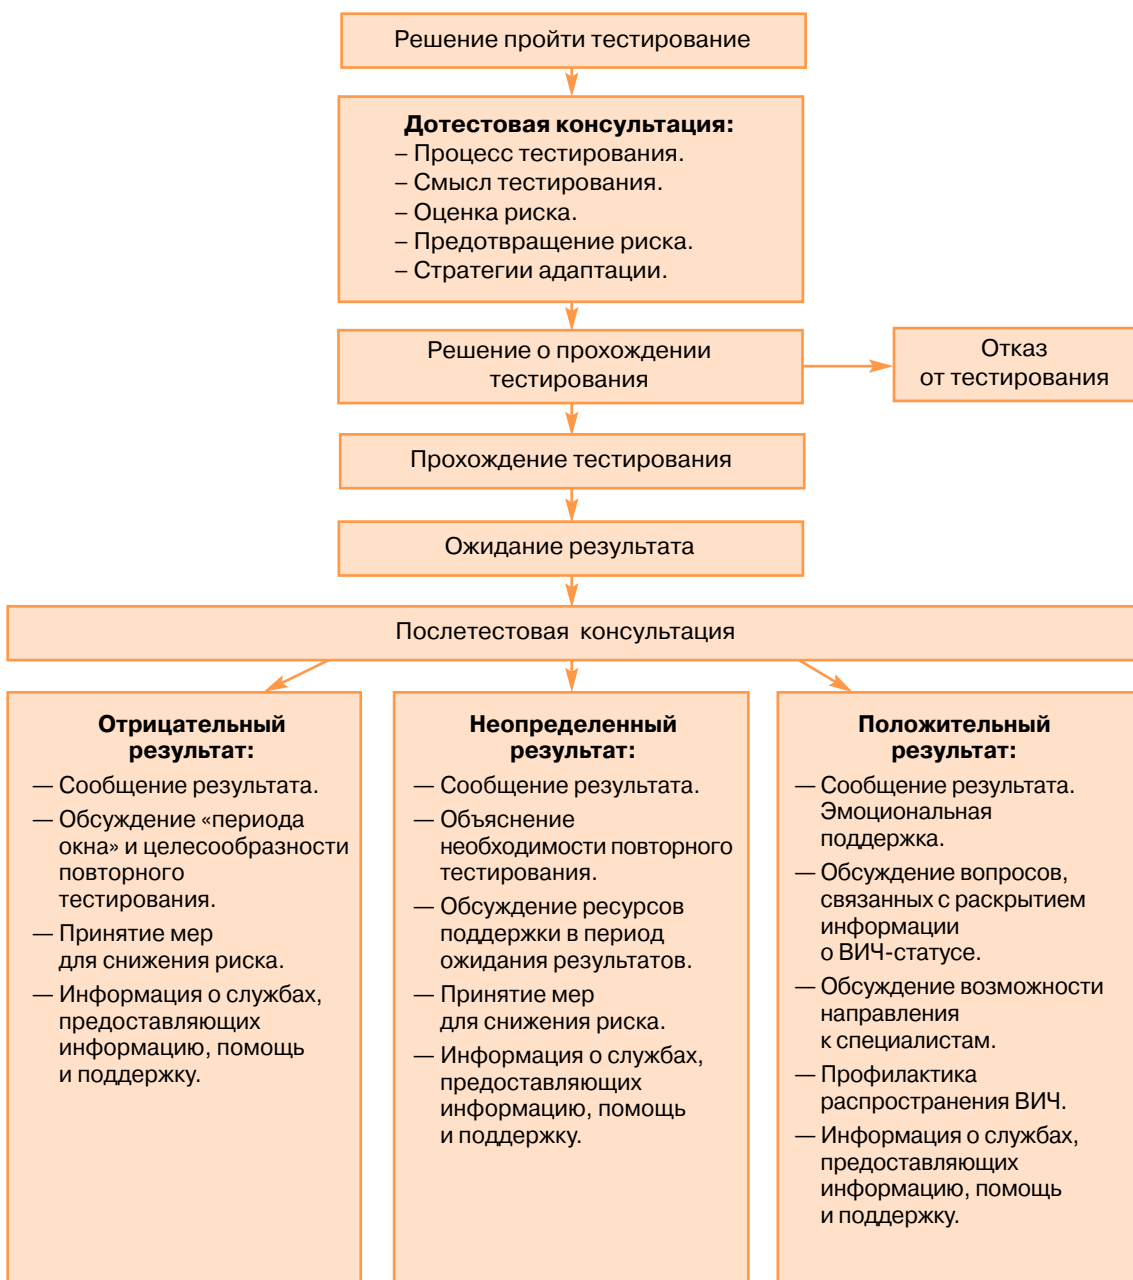 Решение пройти тестирование
Дотестовая консультация:
– Процесс тестирования.
– Смысл тестирования.
– Оценка риска.
– Предотвращение риска.
– Стратегии адаптации.
Решение о прохождении
тестирования
Отказ
от тестирования
Прохождение тестирования
Ожидание результата
Послетестовая консультация
Отрицательный
результат:
— Сообщение результата.
— Обсуждение «периода
окна» и целесообразности
повторного
тестирования.
— Принятие мер
для снижения риска.
— Информация о службах,
предоставляющих
информацию, помощь
и поддержку.
Неопределенный
результат:
— Сообщение результата.
— Объяснение
необходимости повторного
тестирования.
— Обсуждение ресурсов
поддержки в период
ожидания результатов.
— Принятие мер
для снижения риска.
— Информация о службах,
предоставляющих
информацию, помощь
и поддержку.
Положительный
результат:
— Сообщение результата.
Эмоциональная
поддержка.
— Обсуждение вопросов,
связанных с раскрытием
информации
о ВИЧ-статусе.
— Обсуждение возможности
направления
к специалистам.
— Профилактика
распространения ВИЧ.
— Информация о службах,
предоставляющих
информацию, помощь
и поддержку.